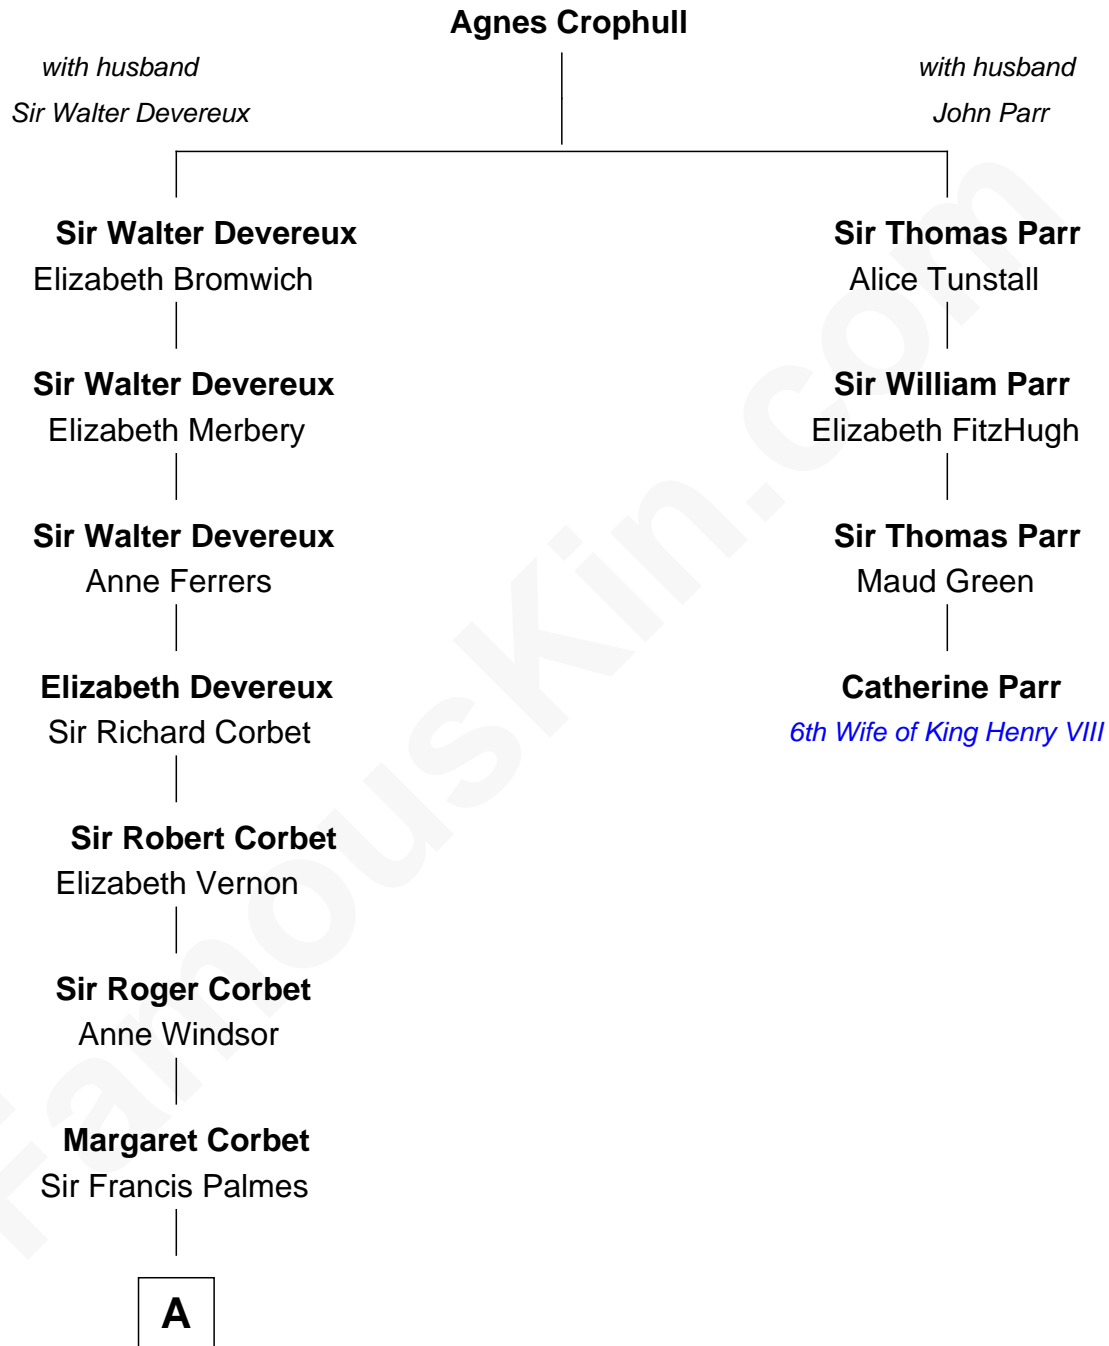 Agnes Crophull
with husband
Sir Walter Devereux
with husband
John Parr
Sir Walter Devereux
Elizabeth Bromwich
Sir Thomas Parr
Alice Tunstall
Sir Walter Devereux
Elizabeth Merbery
Sir William Parr
Elizabeth FitzHugh
Sir Walter Devereux
Anne Ferrers
Sir Thomas Parr
Maud Green
Elizabeth Devereux
Sir Richard Corbet
Catherine Parr
6th Wife of King Henry VIII
Sir Robert Corbet
Elizabeth Vernon
Sir Roger Corbet
Anne Windsor
Margaret Corbet
Sir Francis Palmes
A
FamousKin.com